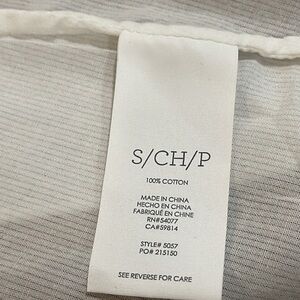 S/CH/P
100% COTTON
MADE IN CHINA
HECHO EN CHINA
FABRIQUÉ EN CHINE
RN#54077
CA#59814
STYLE# 5057
PO# 215150
SEE REVERSE FOR CARE